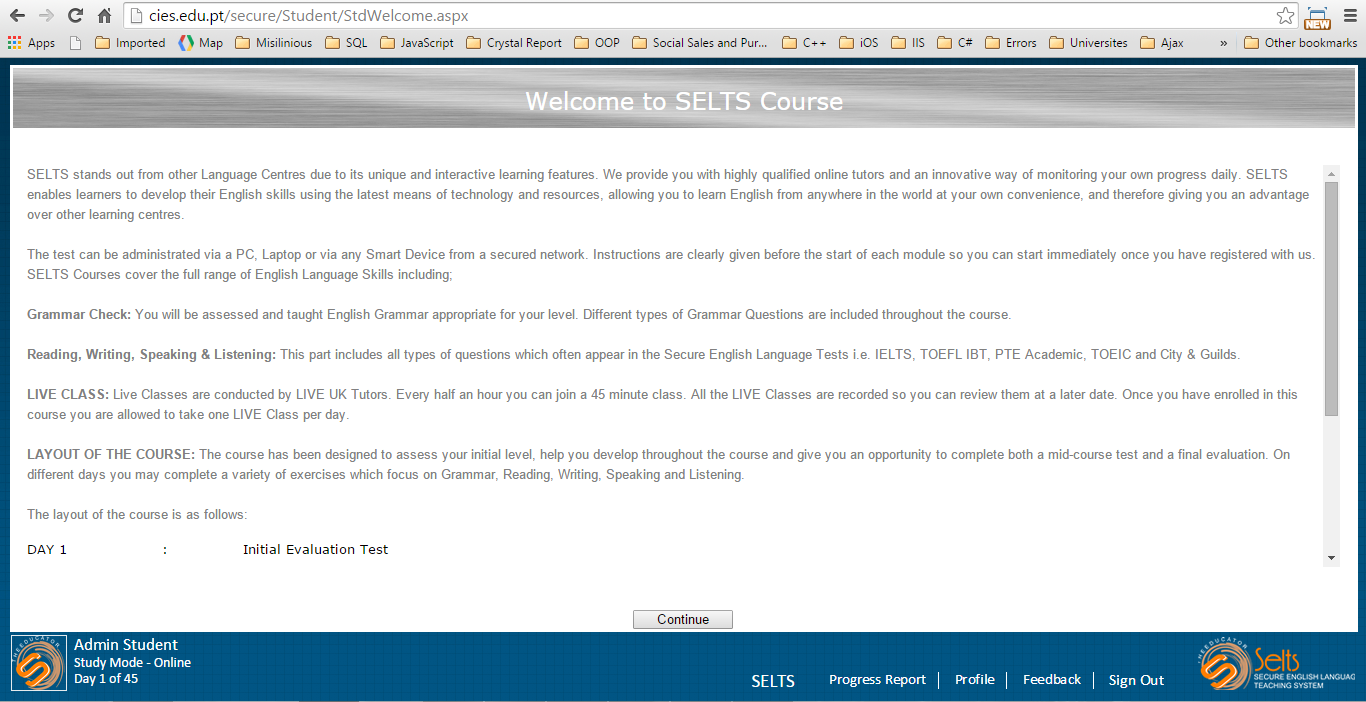 cies.edu.pt/secure/Student/StdWelcome.aspx
NEW
Apps Imported Map Misilinious SQL JavaScript Crystal Report OOP Social Sales and Pur... C++ iOS IIS C# Errors Universites Ajax » Other bookmarks
Welcome to SELTS Course
SELTS stands out from other Language Centres due to its unique and interactive learning features. We provide you with highly qualified online tutors and an innovative way of monitoring your own progress daily. SELTS
enables learners to develop their English skills using the latest means of technology and resources, allowing you to learn English from anywhere in the world at your own convenience, and therefore giving you an advantage
over other learning centres.
The test can be administrated via a PC, Laptop or via any Smart Device from a secured network. Instructions are clearly given before the start of each module so you can start immediately once you have registered with us.
SELTS Courses cover the full range of English Language Skills including;
Grammar Check: You will be assessed and taught English Grammar appropriate for your level. Different types of Grammar Questions are included throughout the course.
Reading, Writing, Speaking & Listening: This part includes all types of questions which often appear in the Secure English Language Tests i.e. IELTS, TOEFL IBT, PTE Academic, TOEIC and City & Guilds.
LIVE CLASS: Live Classes are conducted by LIVE UK Tutors. Every half an hour you can join a 45 minute class. All the LIVE Classes are recorded so you can review them at a later date. Once you have enrolled in this
course you are allowed to take one LIVE Class per day.
LAYOUT OF THE COURSE: The course has been designed to assess your initial level, help you develop throughout the course and give you an opportunity to complete both a mid-course test and a final evaluation. On
different days you may complete a variety of exercises which focus on Grammar, Reading, Writing, Speaking and Listening.
The layout of the course is as follows:
DAY 1 : Initial Evaluation Test
Continue
THEEDUCATOR
Admin Student
Study Mode - Online
Day 1 of 45
SELTS Progress Report Profile Feedback Sign Out
THEEDUCATOR
Selts
SECURE ENGLISH LANGUAG
TEACHING SYSTEM